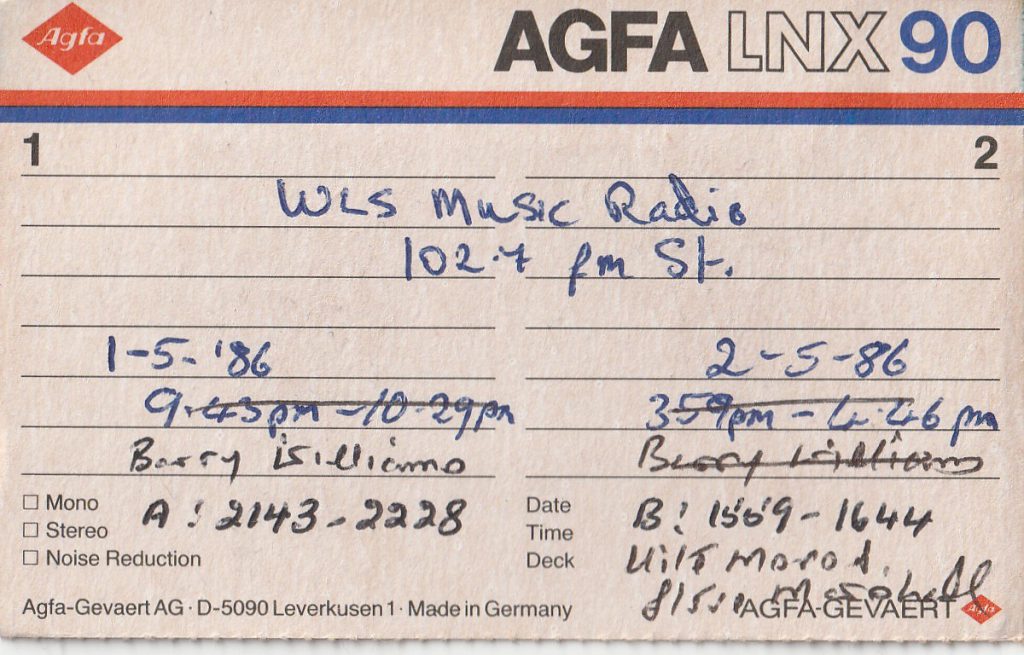 Agfa
AGFA LNX 90
1
2
WLS Music Radio
102.7 fm St.
1-5-'86
2-5-86
9.43pm - 10.29pm
3 59pm - 4.46 pm
Barry Williams
Barry Williams
Mono
Stereo
Noise Reduction
A: 2143-2228
Date
Time
Deck
B: 1559-1644
Agfa-Gevaert AG · D-5090 Leverkusen 1 · Made in Germany
AGFA-GEVAERT Agfa